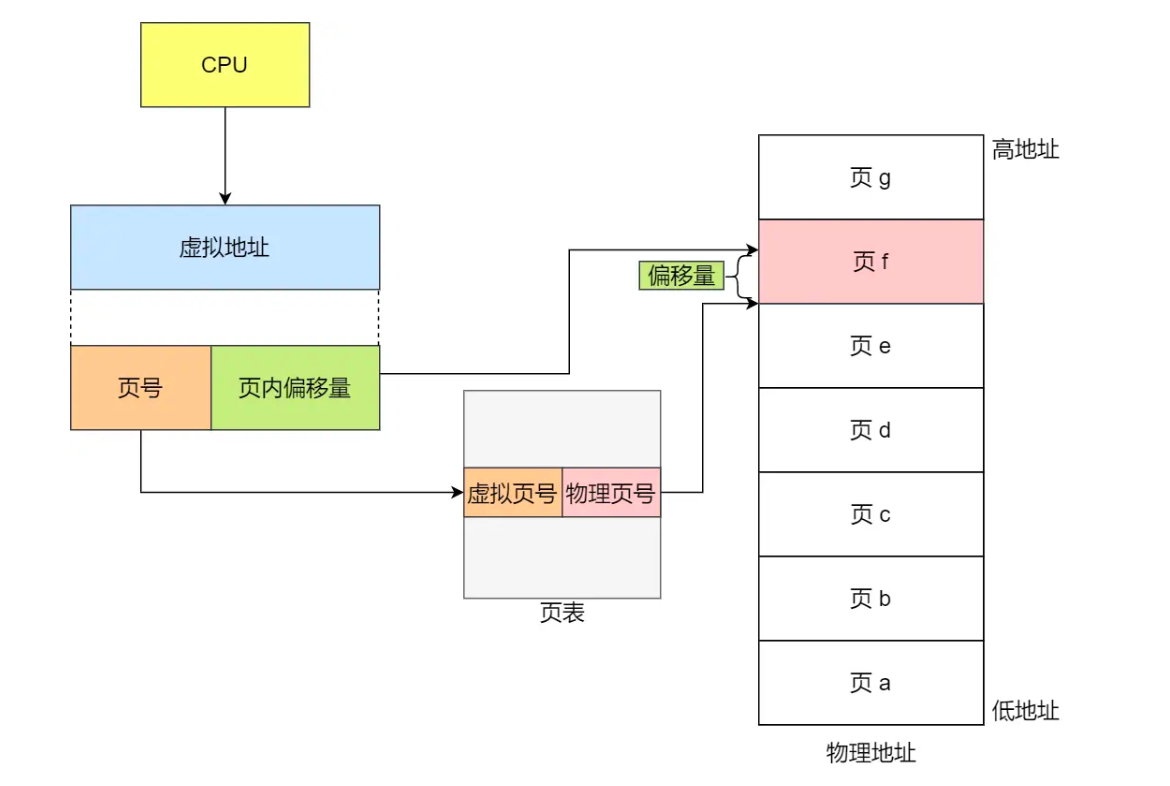 CPU
虚拟地址
页号
页内偏移量
虚拟页号
物理页号
页表
偏移量
高地址
页 g
页 f
页 e
页 d
页 c
页 b
页 a
低地址
物理地址